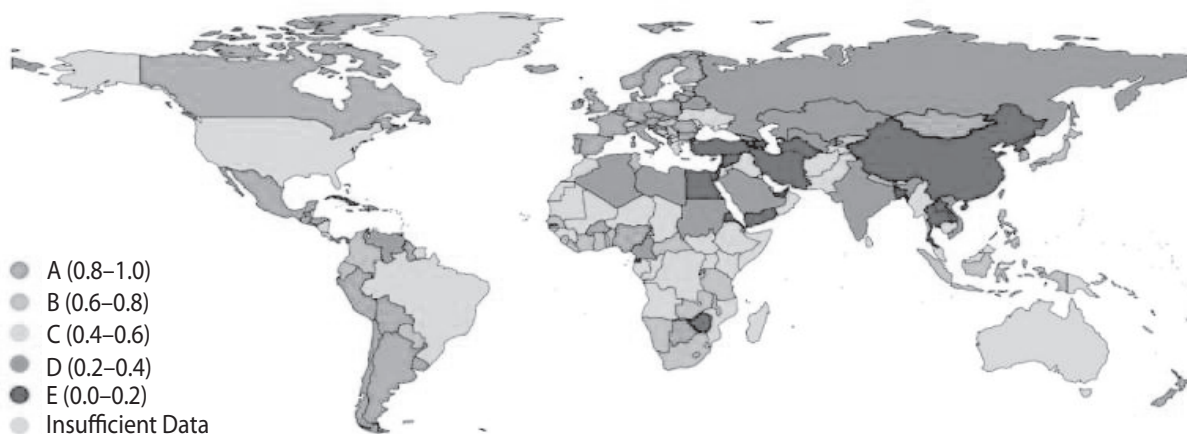 A (0.8–1.0)
B (0.6–0.8)
C (0.4–0.6)
D (0.2–0.4)
E (0.0–0.2)
Insufficient Data